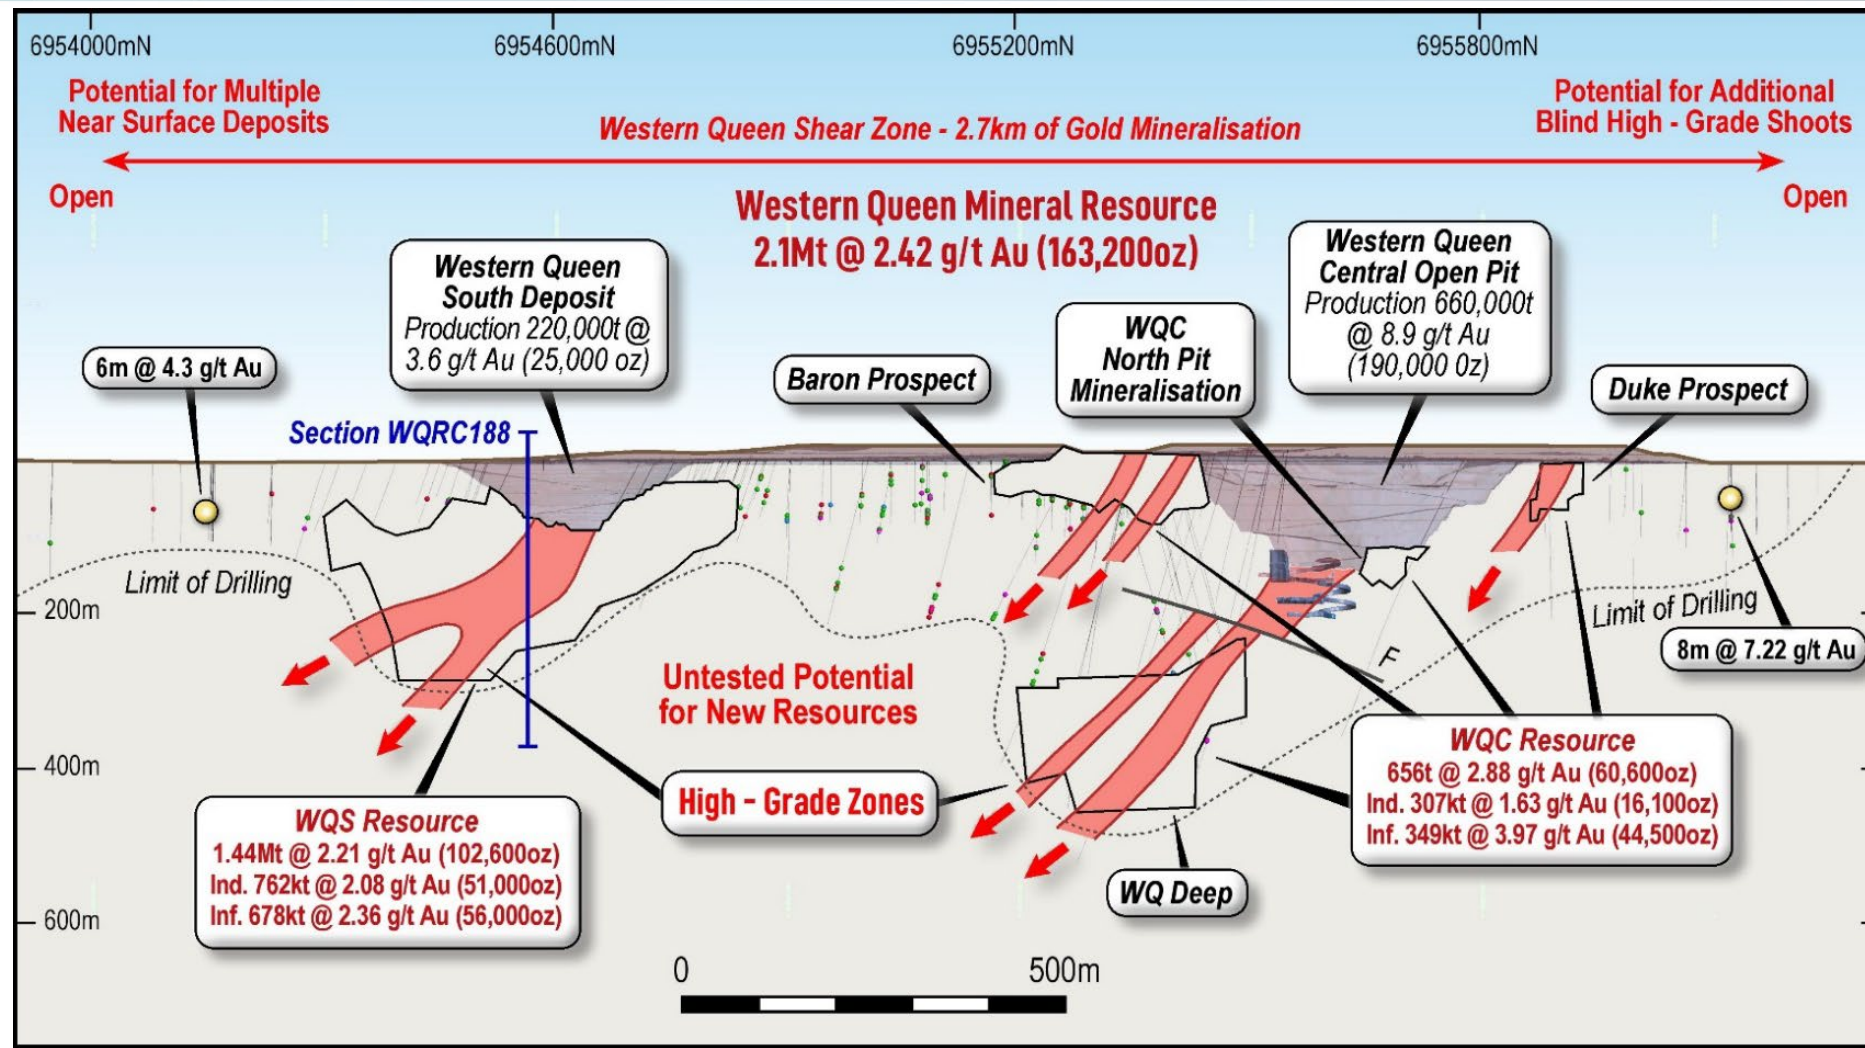 6954000mN
6954600mN
6955200mN
6955800mN
Potential for Multiple
Near Surface Deposits
Western Queen Shear Zone - 2.7km of Gold Mineralisation
Potential for Additional
Blind High - Grade Shoots
Open
Open
Western Queen Mineral Resource
2.1Mt @ 2.42 g/t Au (163,200oz)
Western Queen
South Deposit
Production 220,000t @
3.6 g/t Au (25,000 oz)
Western Queen
Central Open Pit
Production 660,000t
@ 8.9 g/t Au
(190,000 0z)
WQC
North Pit
Mineralisation
6m @ 4.3 g/t Au
Baron Prospect
Duke Prospect
Section WQRC188
Limit of Drilling
Limit of Drilling
200m
8m @ 7.22 g/t Au
F
Untested Potential
for New Resources
400m
High - Grade Zones
WQC Resource
656t @ 2.88 g/t Au (60,600oz)
Ind. 307kt @ 1.63 g/t Au (16,100oz)
Inf. 349kt @ 3.97 g/t Au (44,500oz)
WQS Resource
1.44Mt @ 2.21 g/t Au (102,600oz)
Ind. 762kt @ 2.08 g/t Au (51,000oz)
Inf. 678kt @ 2.36 g/t Au (56,000oz)
WQ Deep
600m
0
500m